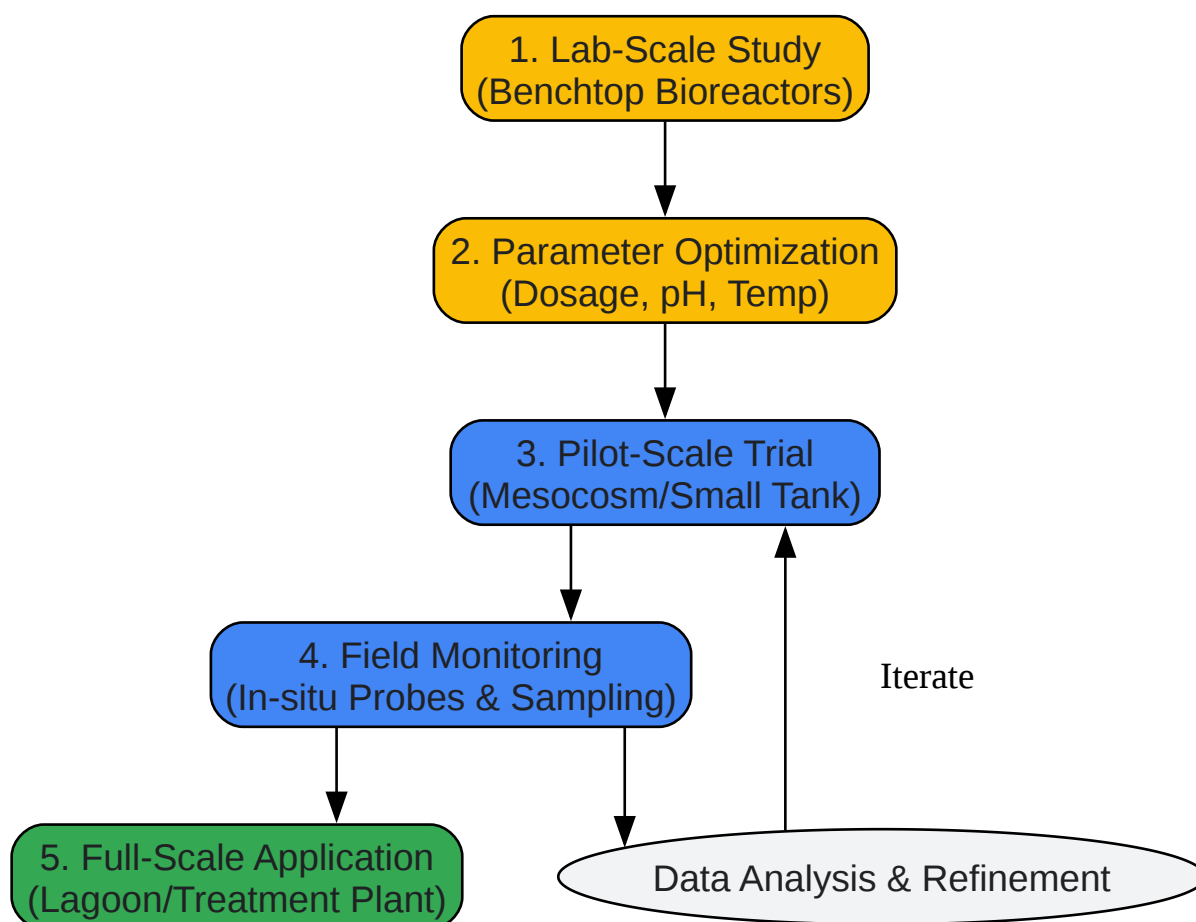 1. Lab-Scale Study
(Benchtop Bioreactors)
2. Parameter Optimization
(Dosage, pH, Temp)
3. Pilot-Scale Trial
(Mesocosm/Small Tank)
4. Field Monitoring
(In-situ Probes & Sampling)
Iterate
5. Full-Scale Application
(Lagoon/Treatment Plant)
Data Analysis & Refinement